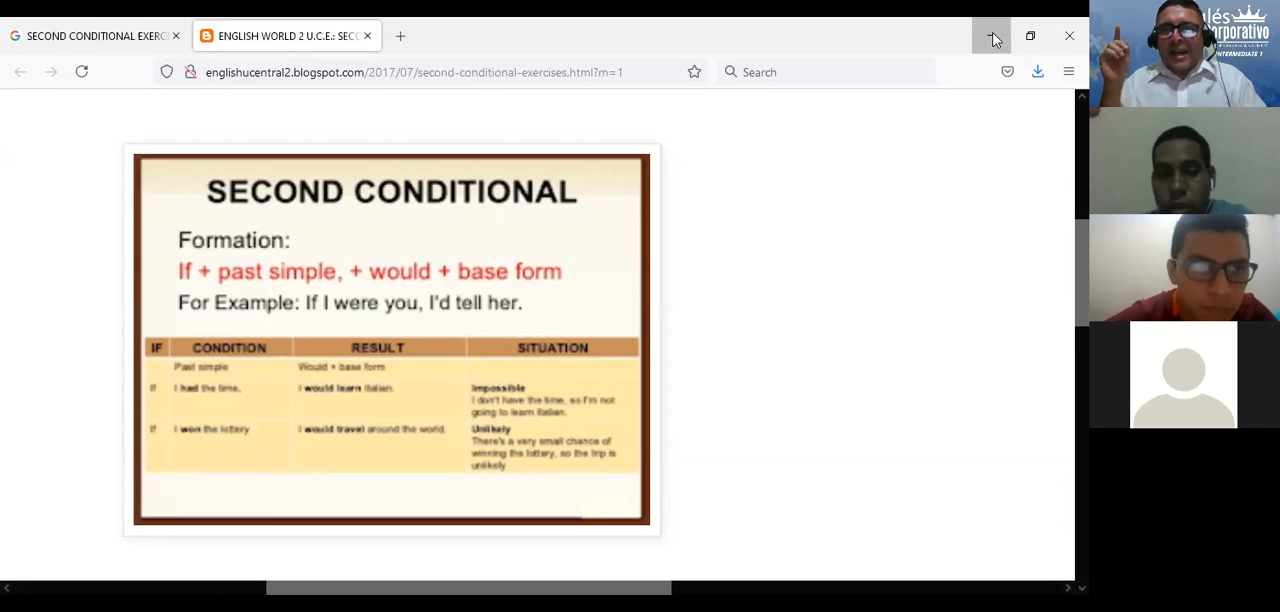 SECOND CONDITIONAL EXERC
ENGLISH WORLD 2 U.C.E.: SECO
englishucentral2.blogspot.com/2017/07/second-conditional-exercises.html?m=1
Search
SECOND CONDITIONAL
Formation:
If + past simple, + would + base form
For Example: If I were you, I'd tell her.
IF CONDITION RESULT SITUATION
Past simple Would + base form
If I had the time, I would learn Italian. Impossible
I don't have the time, so I'm not
going to learn Italian.
If I won the lottery I would travel around the world. Unlikely
There's a very small chance of
winning the lottery, so the trip is
unlikely
lés
orporativo
INTERMEDIATE 1